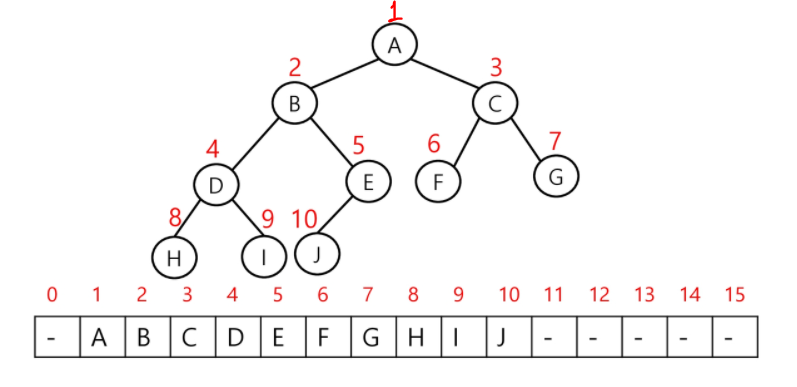 1
A
2 3
B C
4 5 6 7
D E F G
8 9 10
H I J
0 1 2 3 4 5 6 7 8 9 10 11 12 13 14 15
- A B C D E F G H I J - - - - -